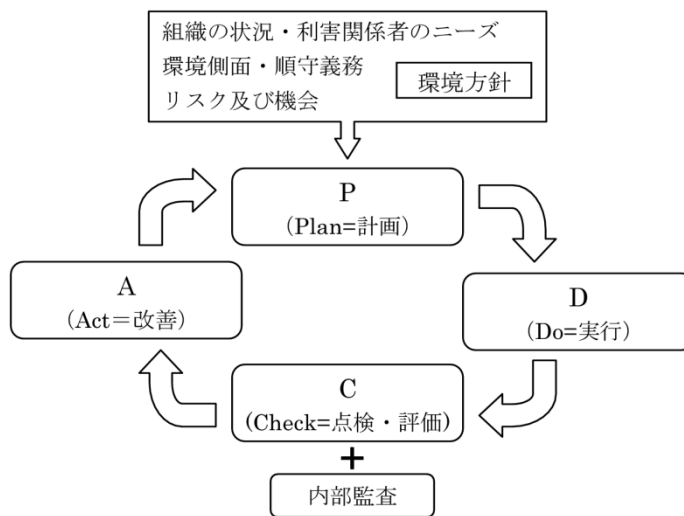 組織の状況・利害関係者のニーズ
環境側面・順守義務
環境方針
リスク及び機会
P
(Plan=計画)
A
(Act＝改善)
D
(Do=実行)
C
(Check=点検・評価)
+
内部監査